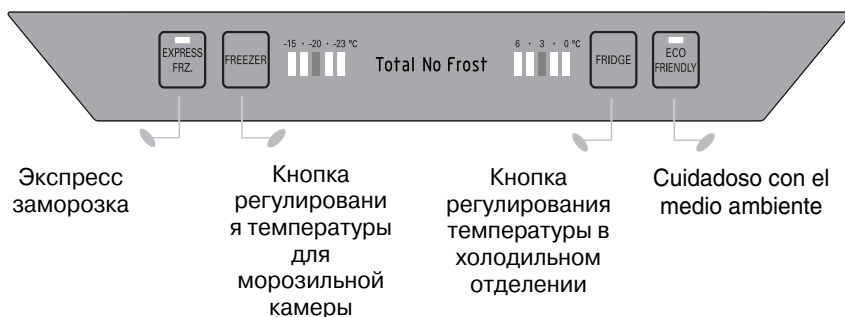 EXPRESS
FRZ.
FREEZER
-15 · -20 · -23 °C
Total No Frost
6 · 3 · 0 °C
FRIDGE
ECO
FRIENDLY
Экспресс
заморозка
Кнопка
регулировани
я температуры
для
морозильной
камеры
Кнопка
регулирования
температуры в
холодильном
отделении
Cuidadoso con el
medio ambiente